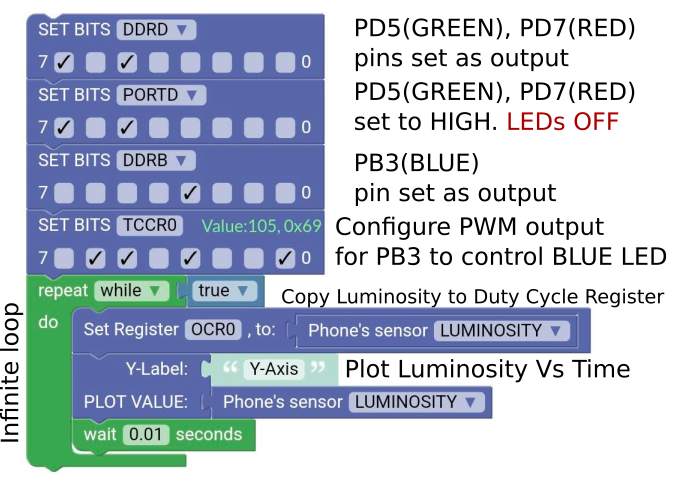 SET BITS DDRD ▼
PD5(GREEN), PD7(RED)
7 0
pins set as output
SET BITS PORTD ▼
PD5(GREEN), PD7(RED)
7 0
set to HIGH. LEDs OFF
SET BITS DDRB ▼
PB3(BLUE)
7 0
pin set as output
SET BITS TCCR0 Value:105, 0x69
Configure PWM output
7 0
for PB3 to control BLUE LED
repeat while ▼ true ▼
Copy Luminosity to Duty Cycle Register
Infinite loop
do
Set Register OCR0 , to: Phone's sensor LUMINOSITY ▼
Y-Label: “ Y-Axis ”
Plot Luminosity Vs Time
PLOT VALUE: Phone's sensor LUMINOSITY ▼
wait 0.01 seconds